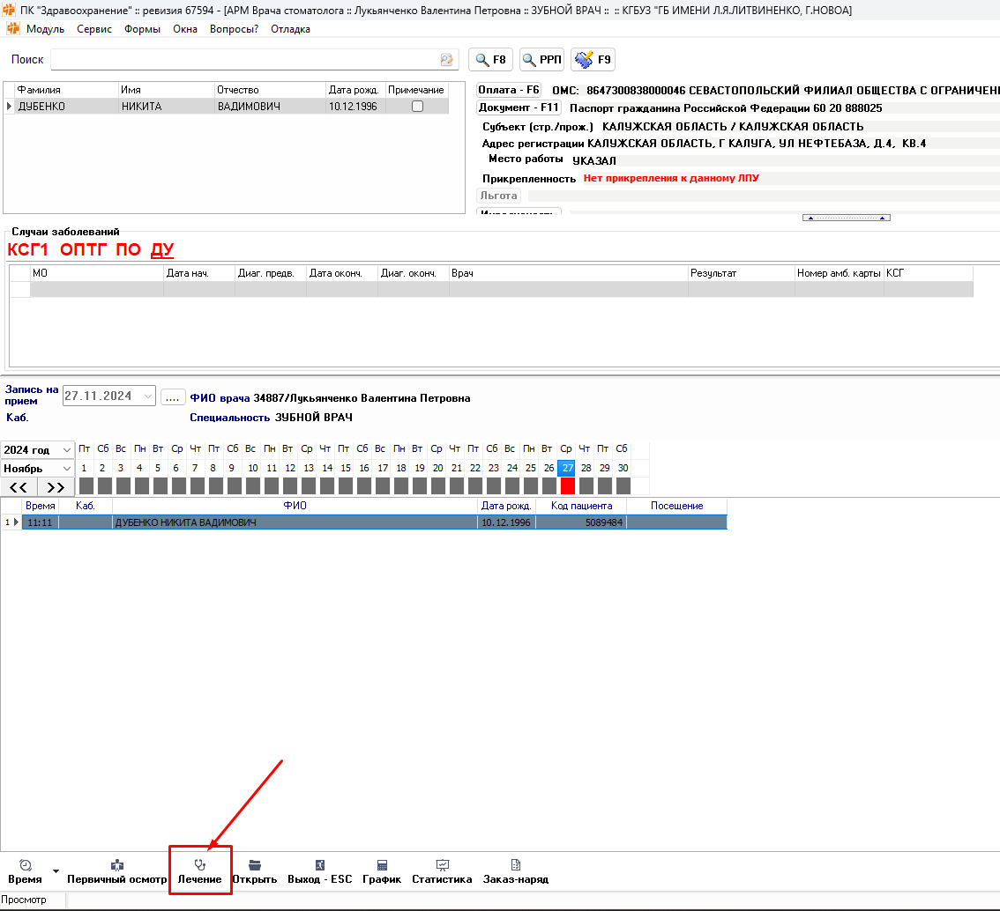 ПК "Здравоохранение" :: ревизия 67594 - [АРМ Врача стоматолога :: Лукьянченко Валентина Петровна :: ЗУБНОЙ ВРАЧ :: :: КГБУЗ "ГБ ИМЕНИ Л.Я.ЛИТВИНЕНКО, Г.НОВОА]
Модуль Сервис Формы Окна Вопросы? Отладка
Поиск F8 РРП F9
Фамилия Имя Отчество Дата рожд. Примечание
ДУБЕНКО НИКИТА ВАДИМОВИЧ 10.12.1996
Оплата - F6 ОМС: 8647300838000046 СЕВАСТОПОЛЬСКИЙ ФИЛИАЛ ОБЩЕСТВА С ОГРАНИЧЕН
Документ - F11 Паспорт гражданина Российской Федерации 60 20 888025
Субъект (стр./прож.) КАЛУЖСКАЯ ОБЛАСТЬ / КАЛУЖСКАЯ ОБЛАСТЬ
Адрес регистрации КАЛУЖСКАЯ ОБЛАСТЬ, Г КАЛУГА, УЛ НЕФТЕБАЗА, Д.4, КВ.4
Место работы УКАЗАЛ
Прикрепленность Нет прикрепления к данному ЛПУ
Льгота
Случаи заболеваний
КСГ1 ОПТГ ПО ДУ
МО Дата нач. Диаг. предв. Дата оконч. Диаг. оконч. Врач Результат Номер амб. карты КСГ
Запись на прием 27.11.2024 .... ФИО врача 34887/Лукьянченко Валентина Петровна
Каб. Специальность ЗУБНОЙ ВРАЧ
2024 год Пт Сб Вс Пн Вт Ср Чт Пт Сб Вс Пн Вт Ср Чт Пт Сб Вс Пн Вт Ср Чт Пт Сб Вс Пн Вт Ср Чт Пт Сб
Ноябрь 1 2 3 4 5 6 7 8 9 10 11 12 13 14 15 16 17 18 19 20 21 22 23 24 25 26 27 28 29 30
<< >>
Время Каб. ФИО Дата рожд. Код пациента Посещение
1 11:11 ДУБЕНКО НИКИТА ВАДИМОВИЧ 10.12.1996 5089484
Время Первичный осмотр Лечение Открыть Выход - ESC График Статистика Заказ-наряд
Просмотр